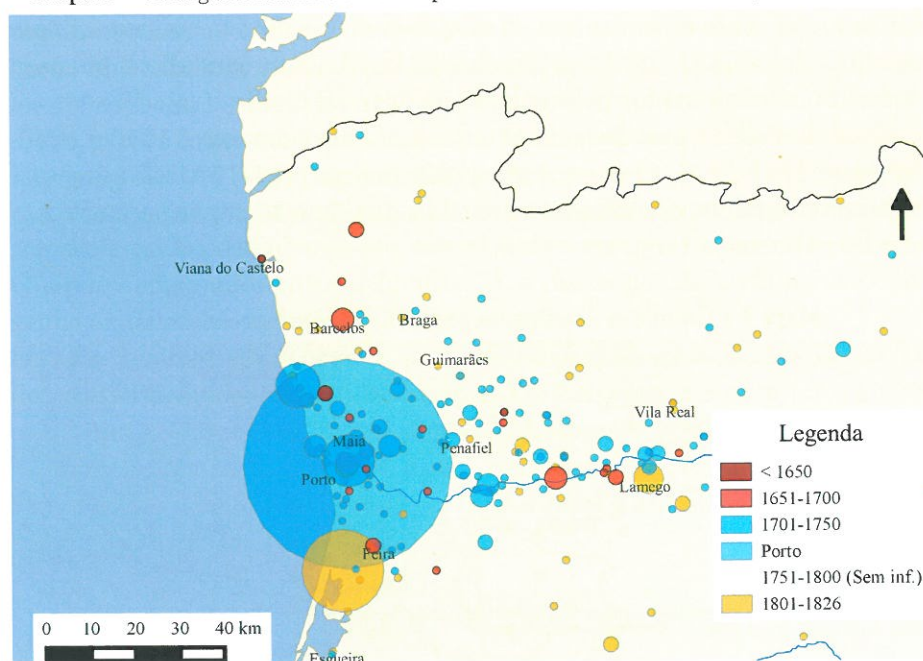 Viana do Castelo
Barcelos
Braga
Guimarães
Vila Real
Maia
Penafiel
Porto
Lamego
Feira
Esgueira
Legenda
< 1650
1651-1700
1701-1750
Porto
1751-1800 (Sem inf.)
1801-1826
0 10 20 30 40 km